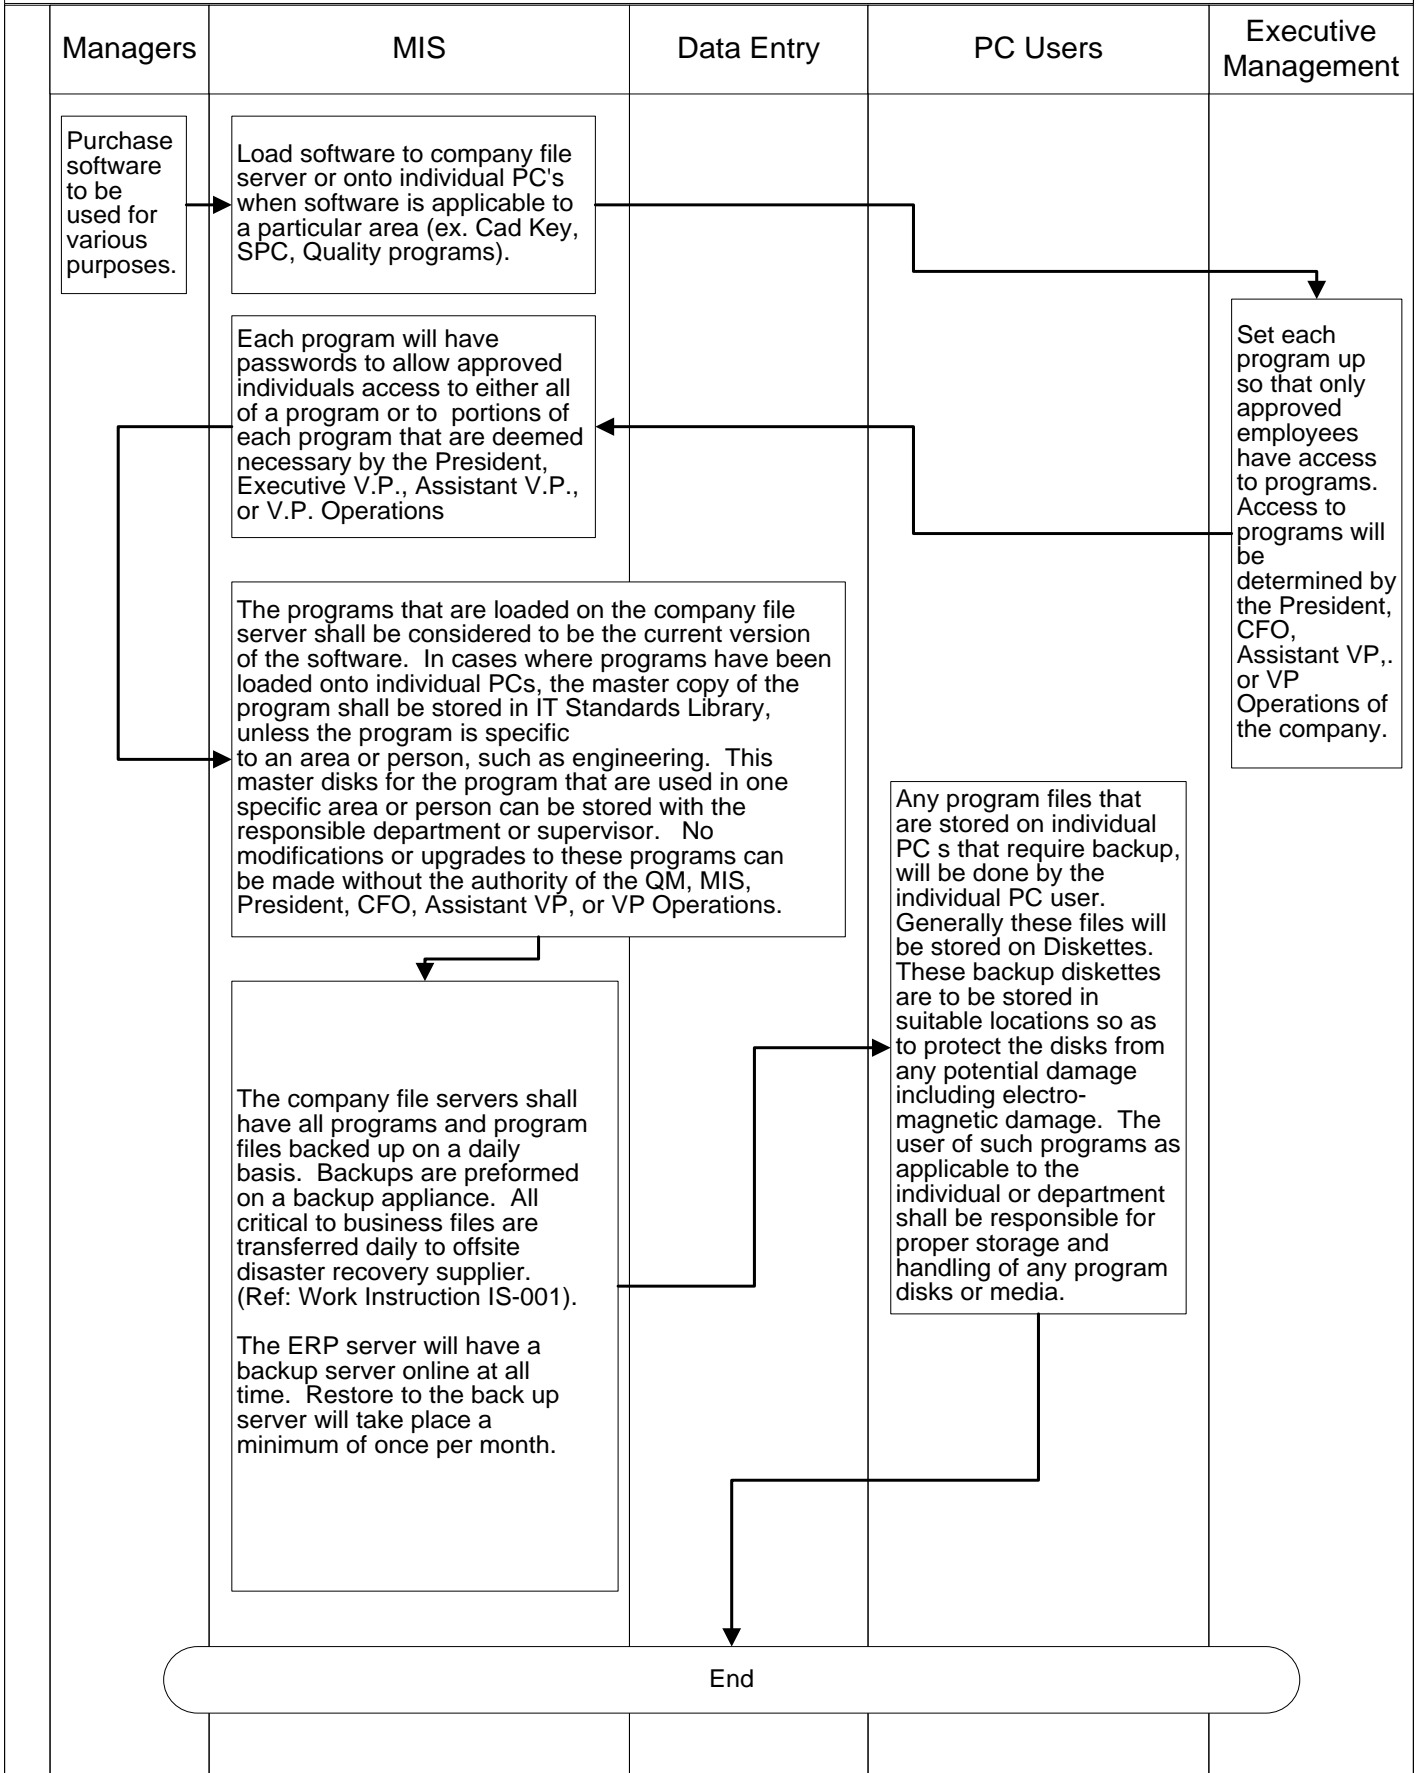 Managers
MIS
Data Entry
PC Users
Executive
Management
Purchase
software
to be
used for
various
purposes.
Load software to company file
server or onto individual PC's
when software is applicable to
a particular area (ex. Cad Key,
SPC, Quality programs).
Set each
program up
so that only
approved
employees
have access
to programs.
Access to
programs will
be
determined by
the President,
CFO,
Assistant VP,.
or VP
Operations of
the company.
Each program will have
passwords to allow approved
individuals access to either all
of a program or to  portions of
each program that are deemed
necessary by the President,
Executive V.P., Assistant V.P.,
or V.P. Operations
The programs that are loaded on the company file
server shall be considered to be the current version
of the software.  In cases where programs have been
loaded onto individual PCs, the master copy of the
program shall be stored in IT Standards Library,
unless the program is specific
to an area or person, such as engineering.  This
master disks for the program that are used in one
specific area or person can be stored with the
responsible department or supervisor.   No
modifications or upgrades to these programs can
be made without the authority of the QM, MIS,
President, CFO, Assistant VP, or VP Operations.
The company file servers shall
have all programs and program
files backed up on a daily
basis.  Backups are preformed
on a backup appliance.  All
critical to business files are
transferred daily to offsite
disaster recovery supplier.
(Ref: Work Instruction IS-001).
The ERP server will have a
backup server online at all
time.  Restore to the back up
server will take place a
minimum of once per month.
Any program files that
are stored on individual
PC s that require backup,
will be done by the
individual PC user.
Generally these files will
be stored on Diskettes.
These backup diskettes
are to be stored in
suitable locations so as
to protect the disks from
any potential damage
including electro-
magnetic damage.  The
user of such programs as
applicable to the
individual or department
shall be responsible for
proper storage and
handling of any program
disks or media.
End